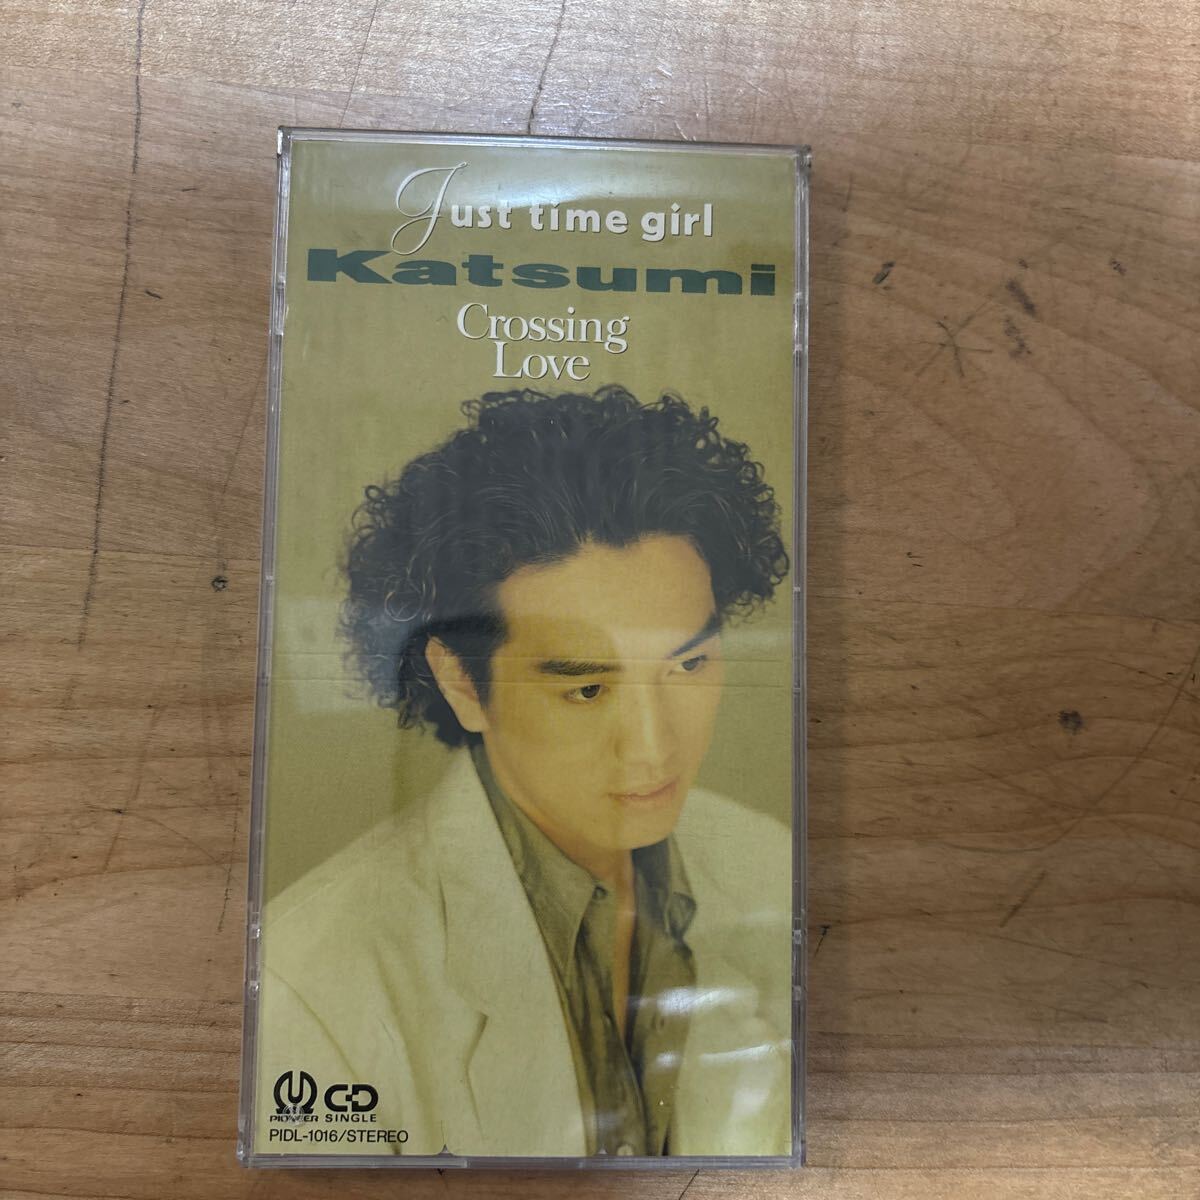 Just time girl
Katsumi
Crossing
Love
PIONEER
CD
SINGLE
PIDL-1016/STEREO